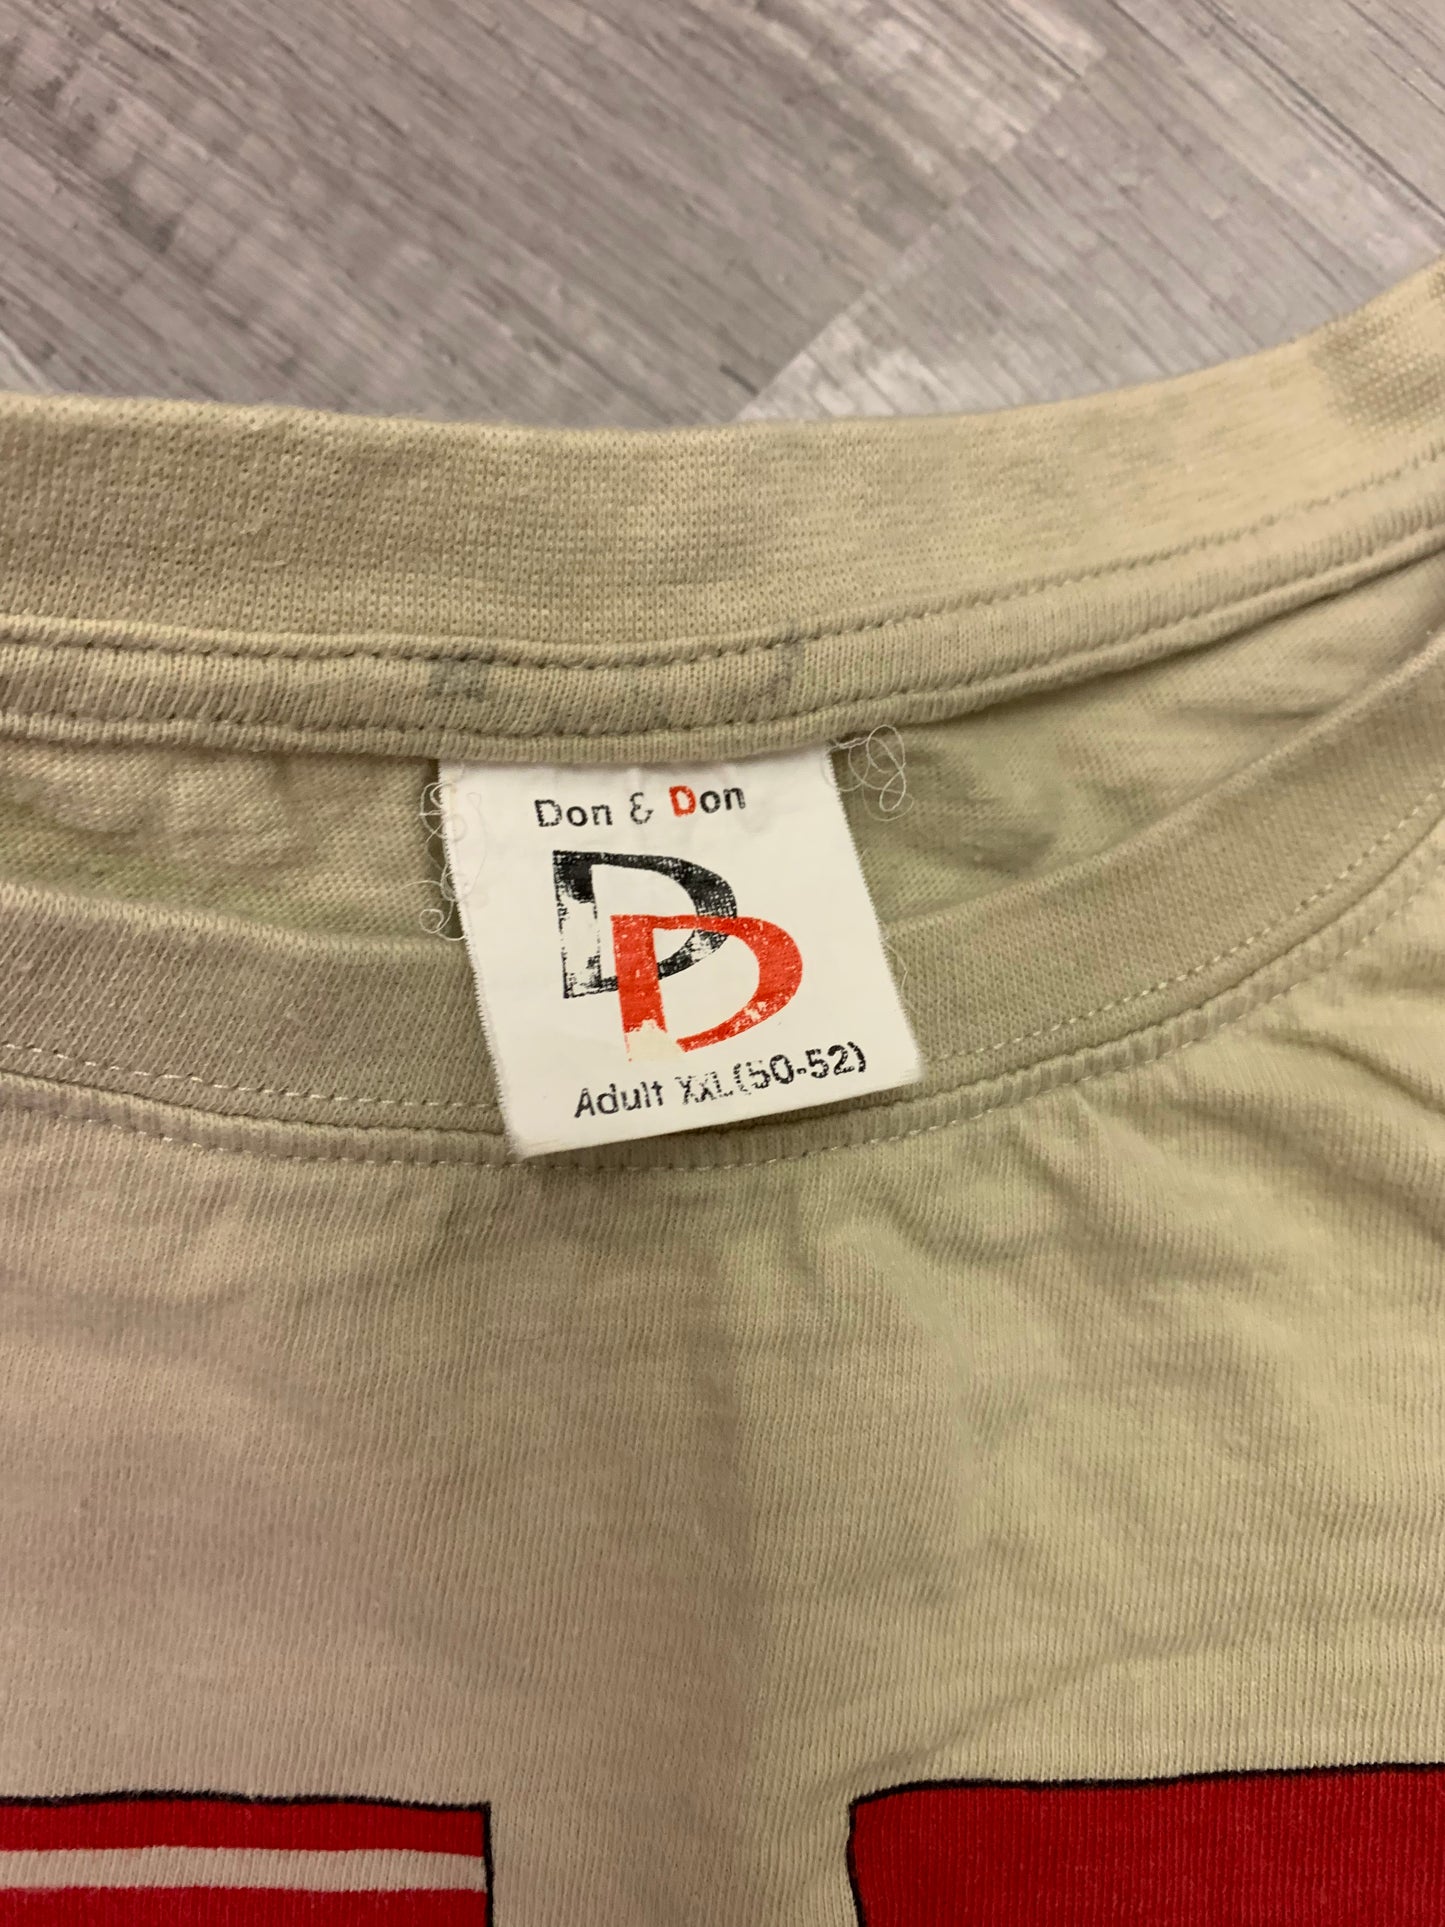 Don & Don
DD
Adult XXL(50-52)